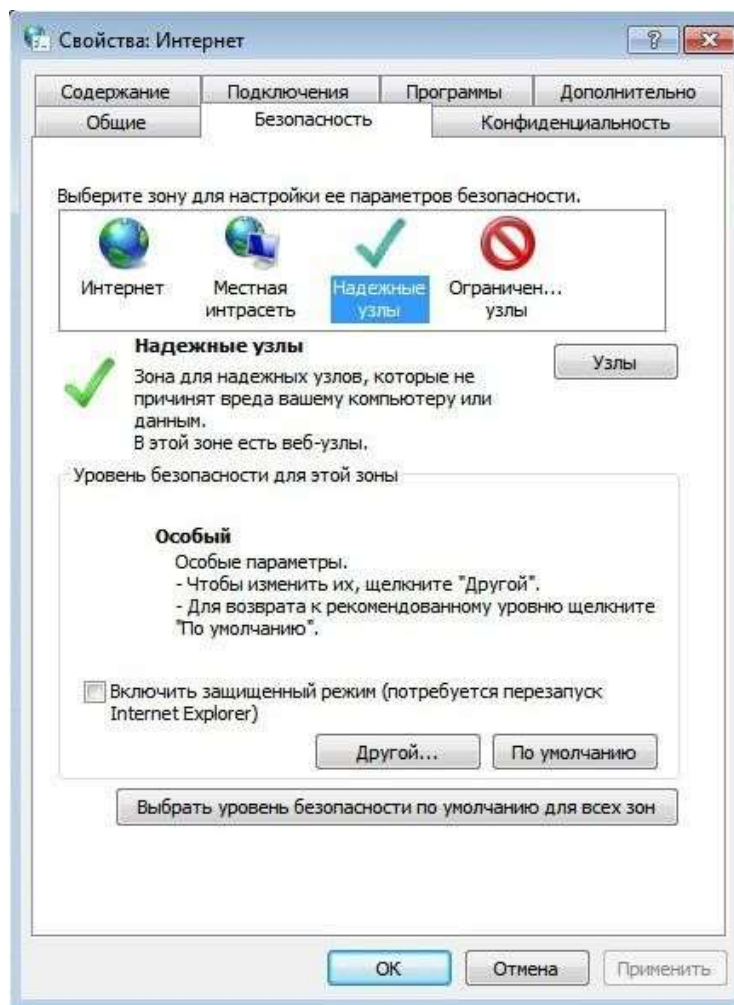 Свойства: Интернет
Содержание
Подключения
Программы
Дополнительно
Общие
Безопасность
Конфиденциальность
Выберите зону для настройки ее параметров безопасности.
Интернет
Местная
интрасеть
Надежные
узлы
Ограничен...
узлы
Надежные узлы
Узлы
Зона для надежных узлов, которые не
причинят вреда вашему компьютеру или
данным.
В этой зоне есть веб-узлы.
Уровень безопасности для этой зоны
Особый
Особые параметры.
- Чтобы изменить их, щелкните "Другой".
- Для возврата к рекомендованному уровню щелкните
"По умолчанию".
Включить защищенный режим (потребуется перезапуск
Internet Explorer)
Другой...
По умолчанию
Выбрать уровень безопасности по умолчанию для всех зон
ОК
Отмена
Применить